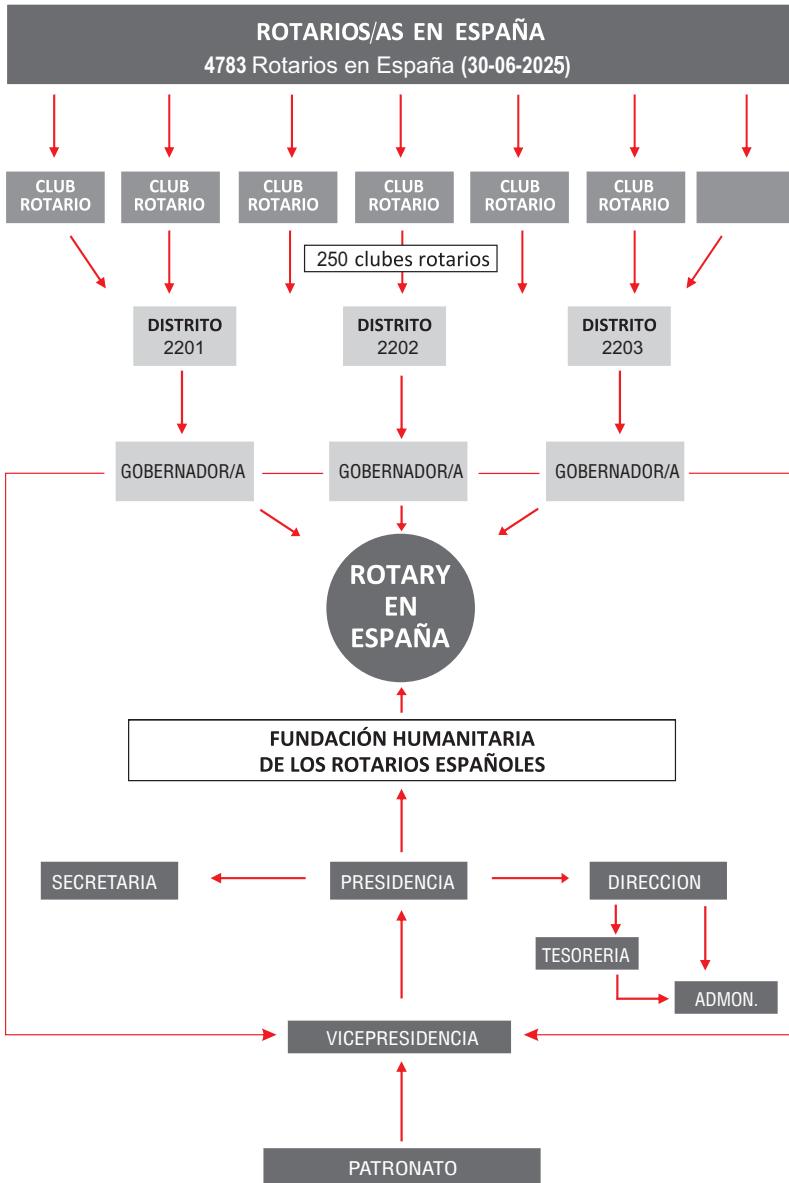 ROTARIOS/AS EN ESPAÑA
4783 Rotarios en España (30-06-2025)
CLUB
ROTARIO
CLUB
ROTARIO
CLUB
ROTARIO
CLUB
ROTARIO
CLUB
ROTARIO
CLUB
ROTARIO
250 clubes rotarios
DISTRITO
2201
DISTRITO
2202
DISTRITO
2203
GOBERNADOR/A
GOBERNADOR/A
GOBERNADOR/A
ROTARY
EN
ESPAÑA
FUNDACIÓN HUMANITARIA
DE LOS ROTARIOS ESPAÑOLES
SECRETARIA
PRESIDENCIA
DIRECCION
TESORERIA
ADMON.
VICEPRESIDENCIA
PATRONATO